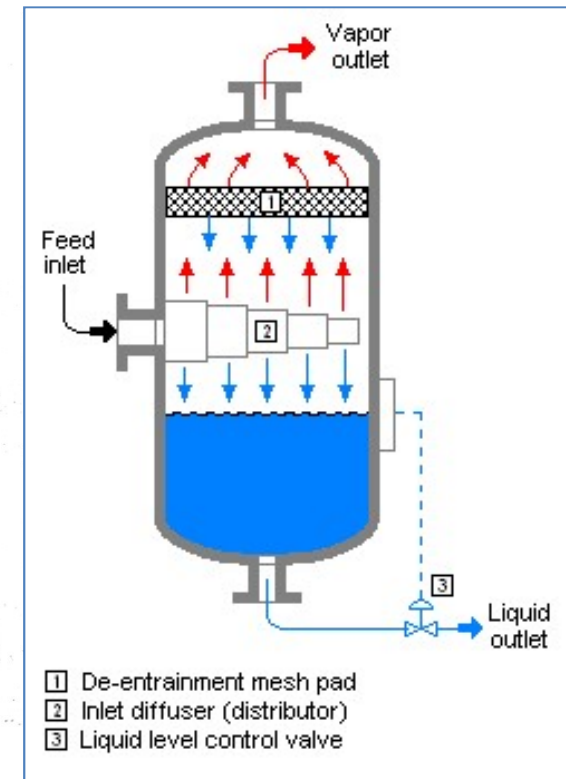 Vapor
outlet
1
Feed
inlet
2
3
Liquid
outlet
1 De-entrainment mesh pad
2 Inlet diffuser (distributor)
3 Liquid level control valve